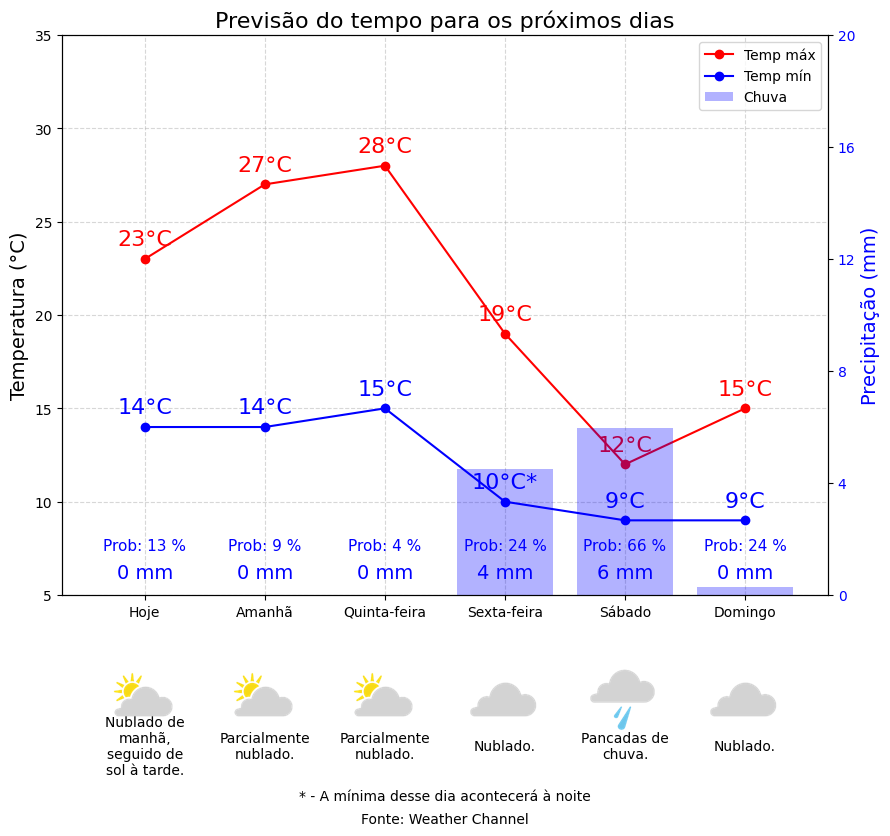 Previsão do tempo para os próximos dias
35
30
25
20
15
10
5
Temperatura (°C)
20
16
12
8
4
0
Precipitação (mm)
Temp máx
Temp mín
Chuva
23°C
27°C
28°C
19°C
12°C
15°C
14°C
14°C
15°C
10°C*
9°C
9°C
Prob: 13 %
Prob: 9 %
Prob: 4 %
Prob: 24 %
Prob: 66 %
Prob: 24 %
0 mm
0 mm
0 mm
4 mm
6 mm
0 mm
Hoje
Amanhã
Quinta-feira
Sexta-feira
Sábado
Domingo
Nublado de
manhã,
seguido de
sol à tarde.
Parcialmente
nublado.
Parcialmente
nublado.
Nublado.
Pancadas de
chuva.
Nublado.
* - A mínima desse dia acontecerá à noite
Fonte: Weather Channel